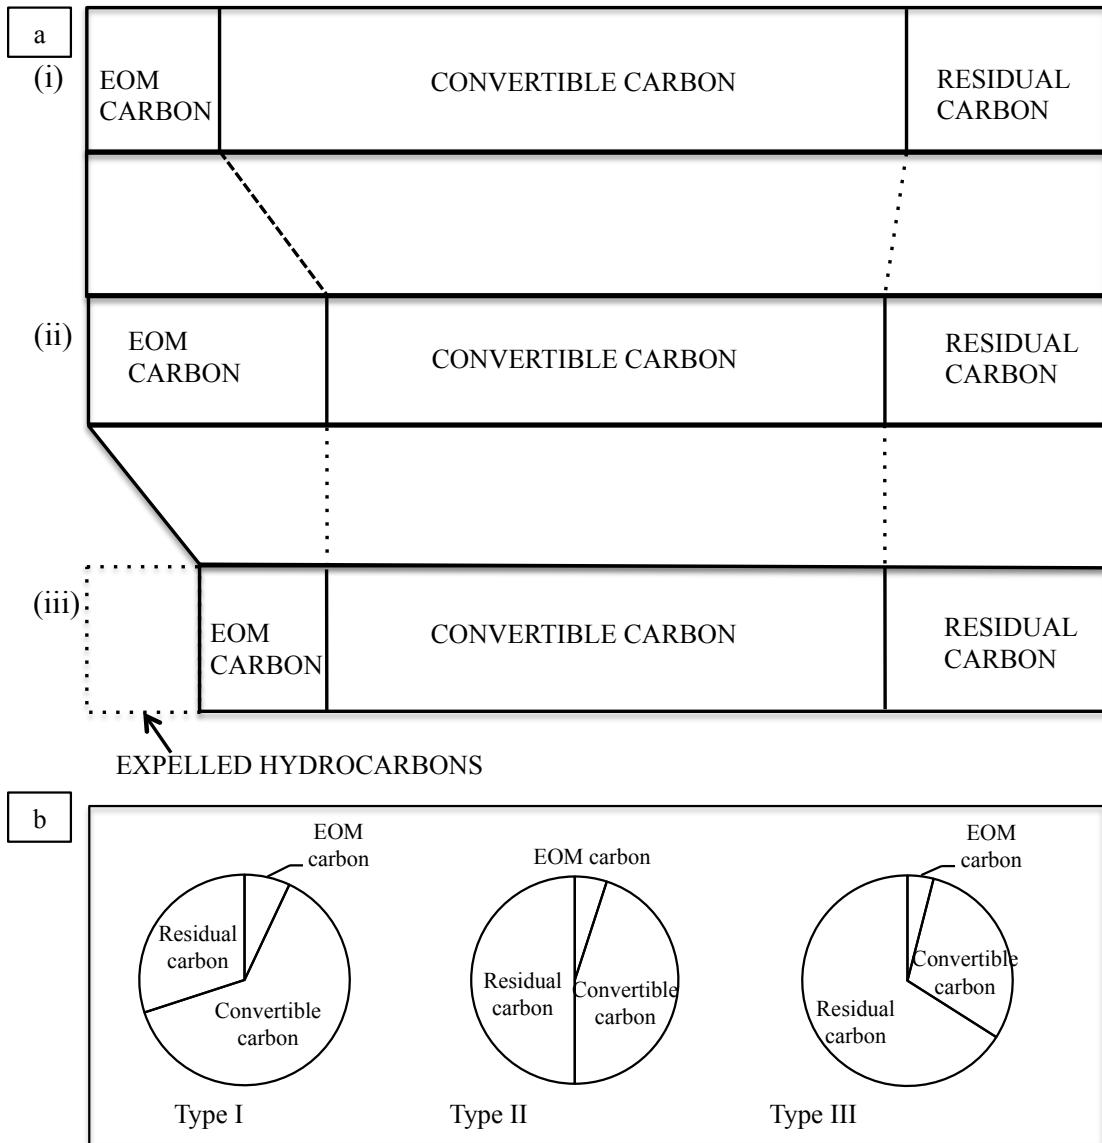 a
(i)
EOM
CARBON
CONVERTIBLE CARBON
RESIDUAL
CARBON
(ii)
EOM
CARBON
CONVERTIBLE CARBON
RESIDUAL
CARBON
(iii)
EOM
CARBON
CONVERTIBLE CARBON
RESIDUAL
CARBON
EXPELLED HYDROCARBONS
b
EOM
carbon
Residual
carbon
Convertible
carbon
Type I
EOM carbon
Residual
carbon
Convertible
carbon
Type II
EOM
carbon
Convertible
carbon
Residual
carbon
Type III